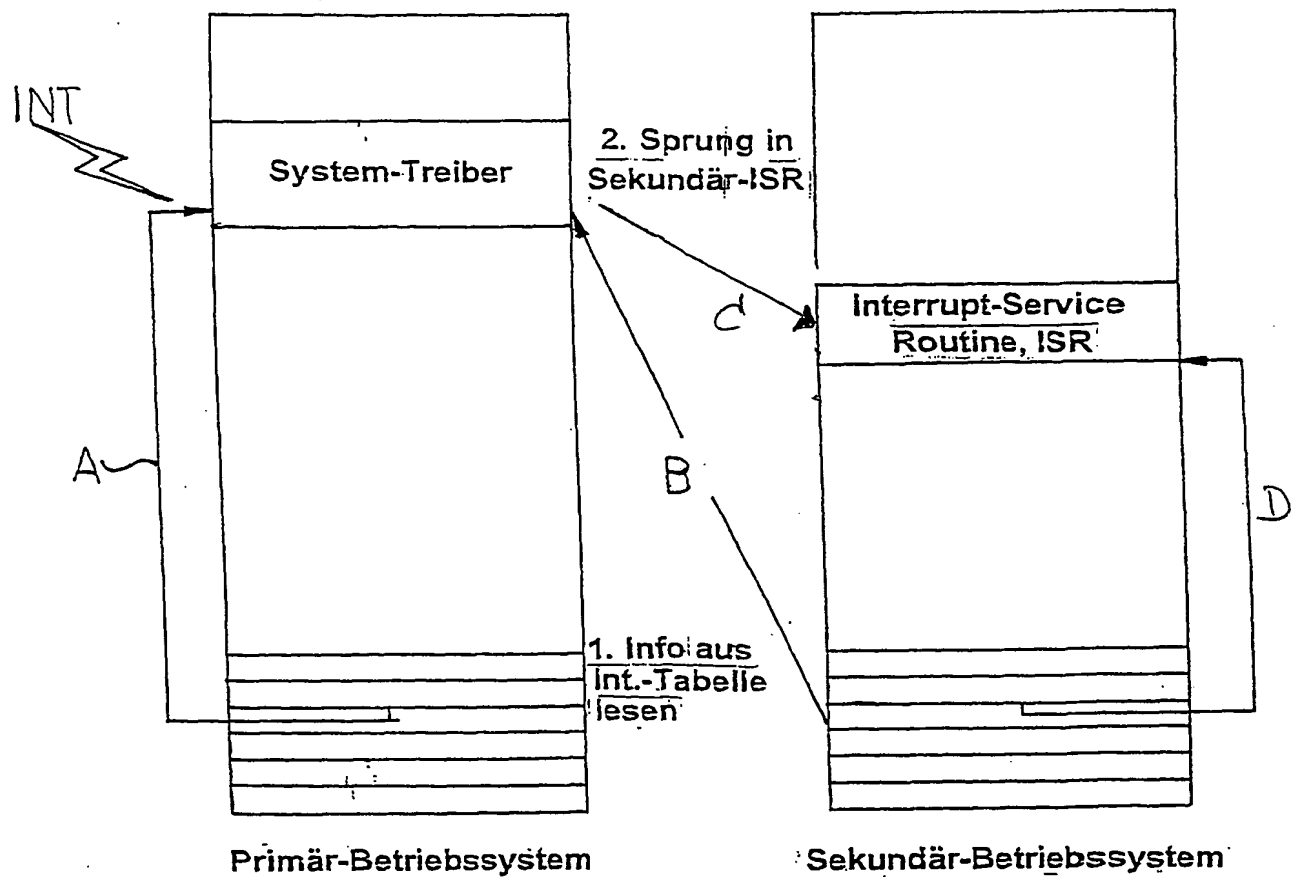 INT
System-Treiber
2. Sprung in
Sekundär-ISR
Interrupt-Service
Routine, ISR
C
A
B
D
1. Info aus
Int.-Tabelle
lesen
Primär-Betriebssystem
Sekundär-Betriebssystem